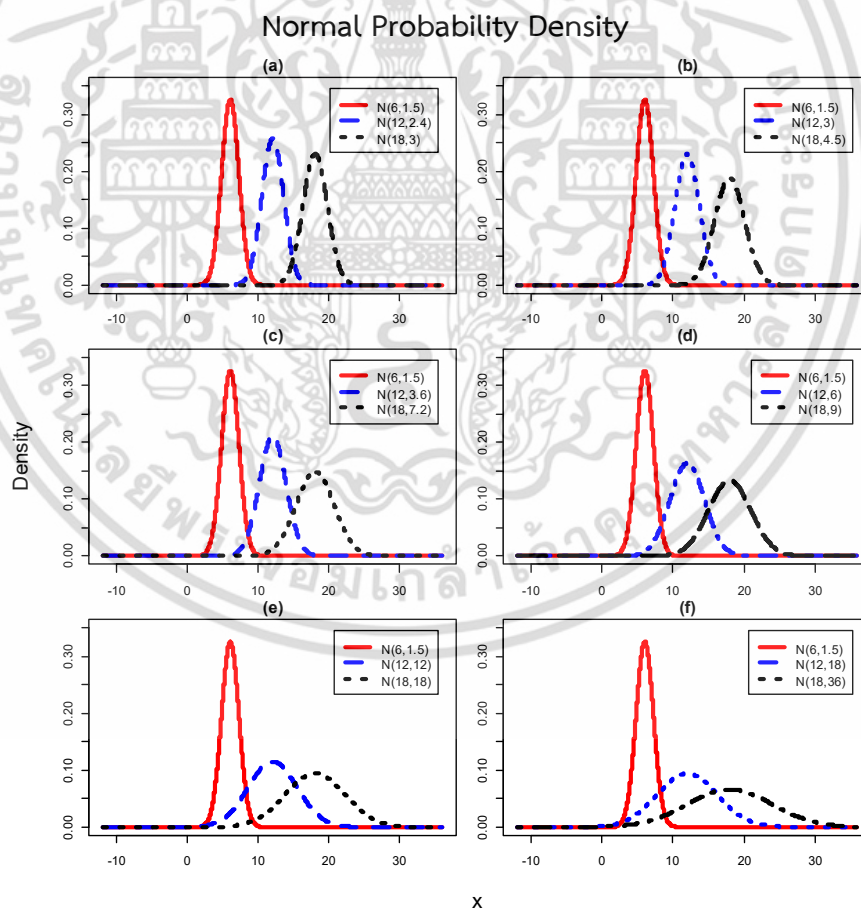 Normal Probability Density
(a)
N(6,1.5)
N(12,2.4)
N(18,3)
0.00 0.10 0.20 0.30
-10 0 10 20 30
(b)
N(6,1.5)
N(12,3)
N(18,4.5)
0.00 0.10 0.20 0.30
-10 0 10 20 30
(c)
N(6,1.5)
N(12,3.6)
N(18,7.2)
0.00 0.10 0.20 0.30
-10 0 10 20 30
(d)
N(6,1.5)
N(12,6)
N(18,9)
0.00 0.10 0.20 0.30
-10 0 10 20 30
(e)
N(6,1.5)
N(12,12)
N(18,18)
0.00 0.10 0.20 0.30
-10 0 10 20 30
(f)
N(6,1.5)
N(12,18)
N(18,36)
0.00 0.10 0.20 0.30
-10 0 10 20 30
Density
x